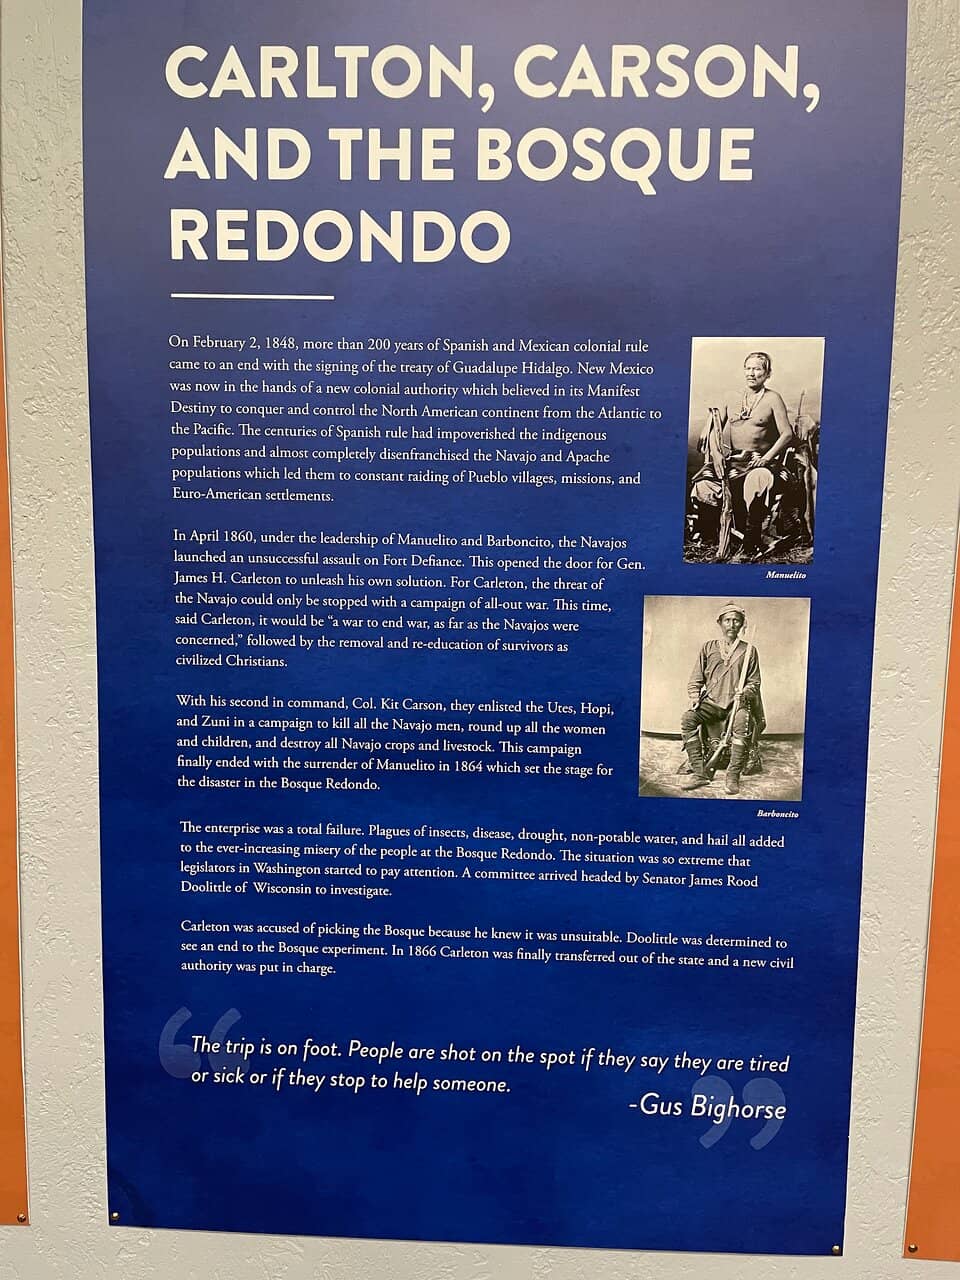 CARLTON, CARSON,
AND THE BOSQUE
REDONDO
On February 2, 1848, more than 200 years of Spanish and Mexican colonial rule
came to an end with the signing of the treaty of Guadalupe Hidalgo. New Mexico
was now in the hands of a new colonial authority which believed in its Manifest
Destiny to conquer and control the North American continent from the Atlantic to
the Pacific. The centuries of Spanish rule had impoverished the indigenous
populations and almost completely disenfranchised the Navajo and Apache
populations which led them to constant raiding of Pueblo villages, missions, and
Euro-American settlements.
Manuelito
In April 1860, under the leadership of Manuelito and Barboncito, the Navajos
launched an unsuccessful assault on Fort Defiance. This opened the door for Gen.
James H. Carleton to unleash his own solution. For Carleton, the threat of
the Navajo could only be stopped with a campaign of all-out war. This time,
said Carleton, it would be “a war to end war, as far as the Navajos were
concerned,” followed by the removal and re-education of survivors as
civilized Christians.
With his second in command, Col. Kit Carson, they enlisted the Utes, Hopi,
and Zuni in a campaign to kill all the Navajo men, round up all the women
and children, and destroy all Navajo crops and livestock. This campaign
finally ended with the surrender of Manuelito in 1864 which set the stage for
the disaster in the Bosque Redondo.
Barboncito
The enterprise was a total failure. Plagues of insects, disease, drought, non-potable water, and hail all added
to the ever-increasing misery of the people at the Bosque Redondo. The situation was so extreme that
legislators in Washington started to pay attention. A committee arrived headed by Senator James Rood
Doolittle of Wisconsin to investigate.
Carleton was accused of picking the Bosque because he knew it was unsuitable. Doolittle was determined to
see an end to the Bosque experiment. In 1866 Carleton was finally transferred out of the state and a new civil
authority was put in charge.
“The trip is on foot. People are shot on the spot if they say they are tired
or sick or if they stop to help someone.”
-Gus Bighorse